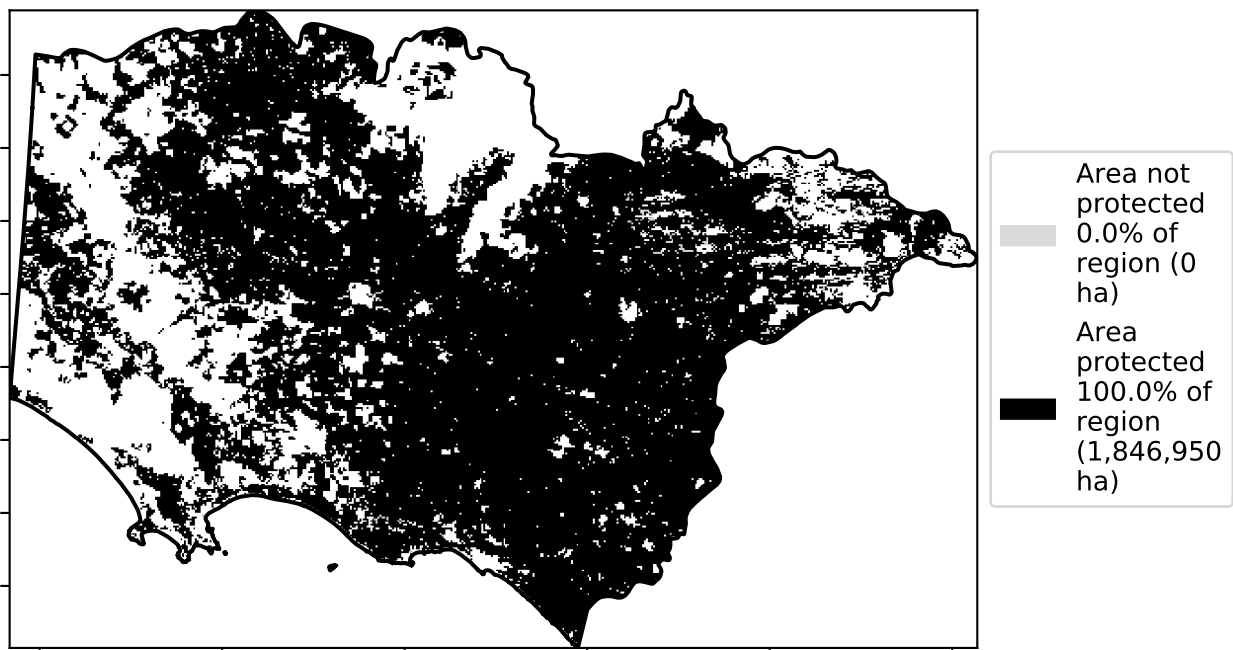 Area not
protected
0.0% of
region (0
ha)
Area
protected
100.0% of
region
(1,846,950
ha)